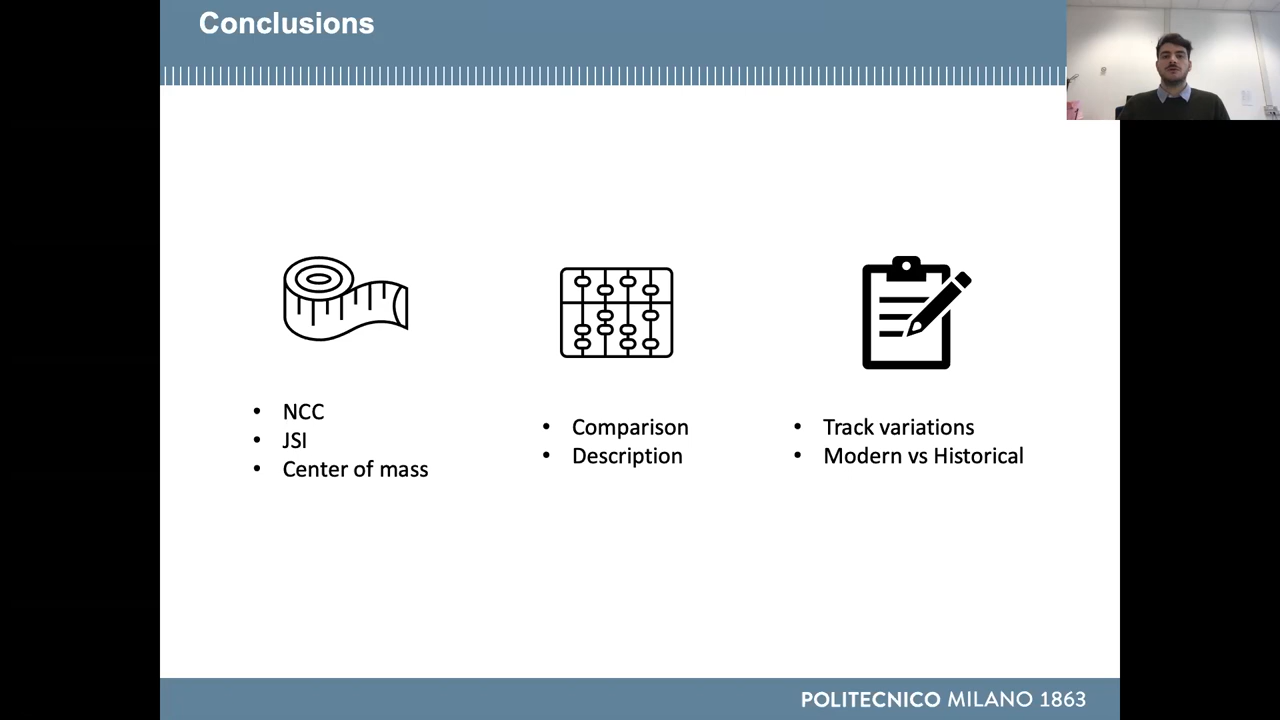 Conclusions
NCC
JSI
Center of mass
Comparison
Description
Track variations
Modern vs Historical
POLITECNICO MILANO 1863